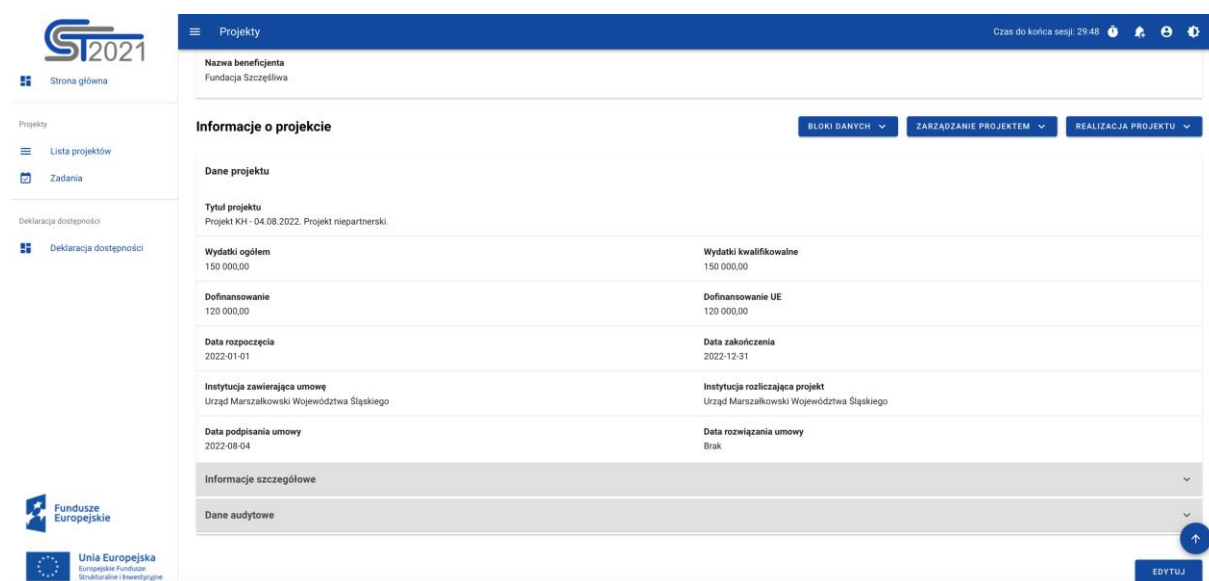 CST2021
Strona główna
Projekty
Lista projektów
Zadania
Deklaracja dostępności
Deklaracja dostępności
Fundusze
Europejskie
Unia Europejska
Europejskie Fundusze
Strukturalne i Inwestycyjne
Projekty
Czas do końca sesji: 29:48
Nazwa beneficjenta
Fundacja Szczęśliwa
Informacje o projekcie
BLOKI DANYCH
ZARZĄDZANIE PROJEKTEM
REALIZACJA PROJEKTU
Dane projektu
Tytuł projektu
Projekt KH - 04.08.2022. Projekt niepartnerski.
Wydatki ogółem
150 000,00
Wydatki kwalifikowalne
150 000,00
Dofinansowanie
120 000,00
Dofinansowanie UE
120 000,00
Data rozpoczęcia
2022-01-01
Data zakończenia
2022-12-31
Instytucja zawierająca umowę
Urząd Marszałkowski Województwa Śląskiego
Instytucja rozliczająca projekt
Urząd Marszałkowski Województwa Śląskiego
Data podpisania umowy
2022-08-04
Data rozwiązania umowy
Brak
Informacje szczegółowe
Dane audytowe
EDYTUJ